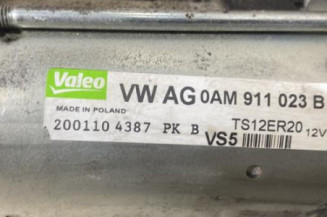 Valeo
VW AG 0AM 911 023 B
MADE IN POLAND
TS12ER20 12V
200110 4387 PK B
VS5